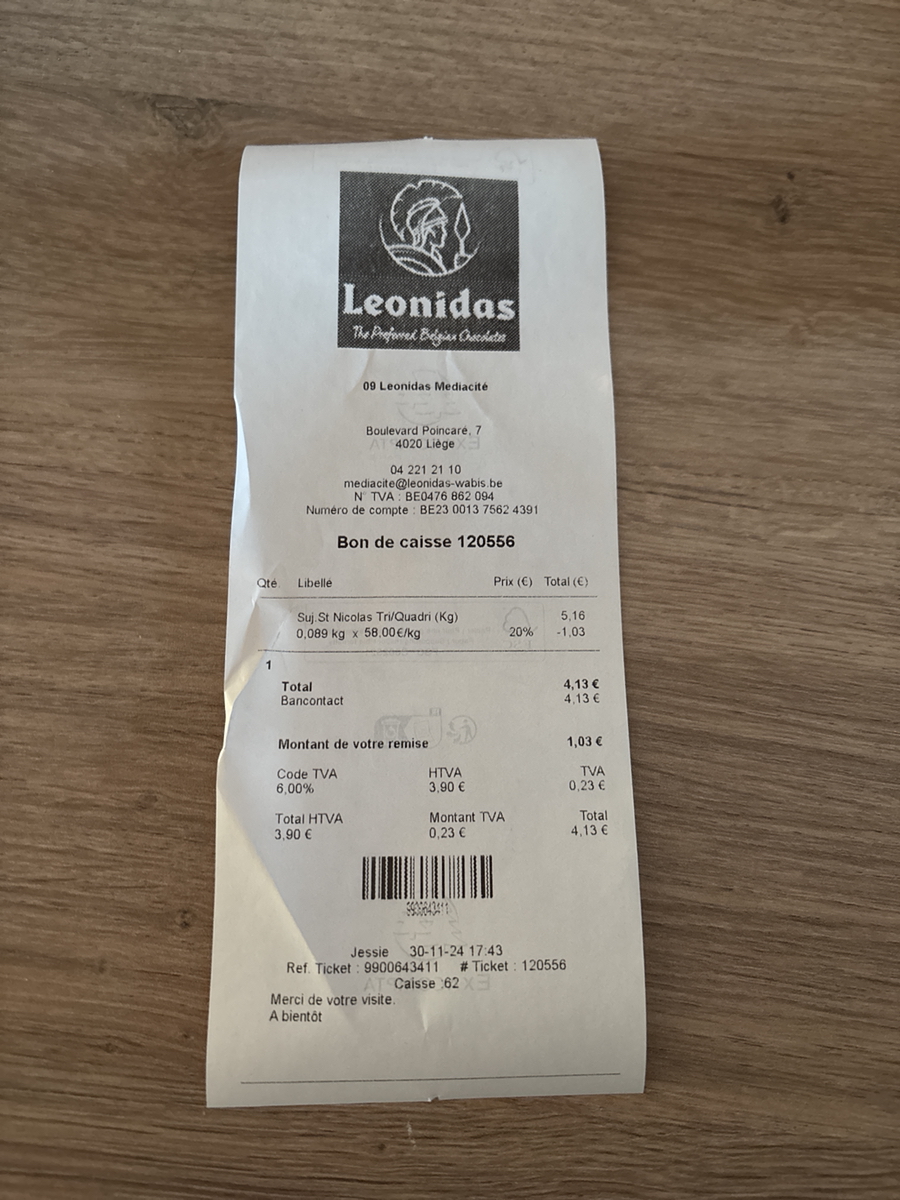 Leonidas
The Preferred Belgian Chocolates
09 Leonidas Mediacité
Boulevard Poincaré, 7
4020 Liège
04 221 21 10
mediacite@leonidas-wabis.be
N° TVA : BE0476 862 094
Numéro de compte : BE23 0013 7562 4391
Bon de caisse 120556
Qté Libellé Prix (€) Total (€)
Suj.St Nicolas Tri/Quadri (Kg) 5,16
0,089 kg x 58,00€/kg 20% -1,03
1
Total 4,13 €
Bancontact 4,13 €
Montant de votre remise 1,03 €
Code TVA HTVA TVA
6,00% 3,90 € 0,23 €
Total HTVA Montant TVA Total
3,90 € 0,23 € 4,13 €
9900643411
Jessie 30-11-24 17:43
Ref. Ticket : 9900643411 # Ticket : 120556
Caisse :62
Merci de votre visite.
A bientôt